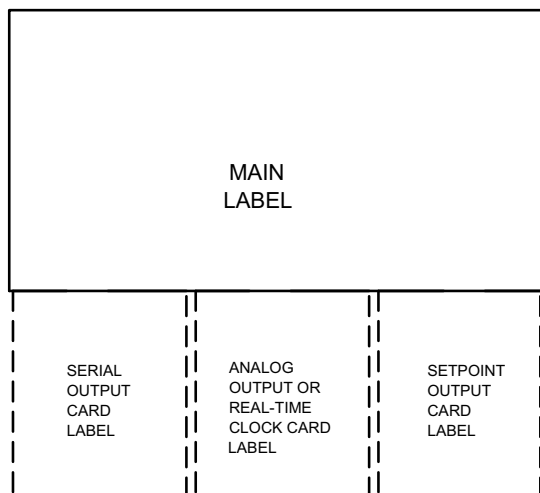 MAIN
LABEL
SERIAL
OUTPUT
CARD
LABEL
ANALOG
OUTPUT OR
REAL-TIME
CLOCK CARD
LABEL
SETPOINT
OUTPUT
CARD
LABEL